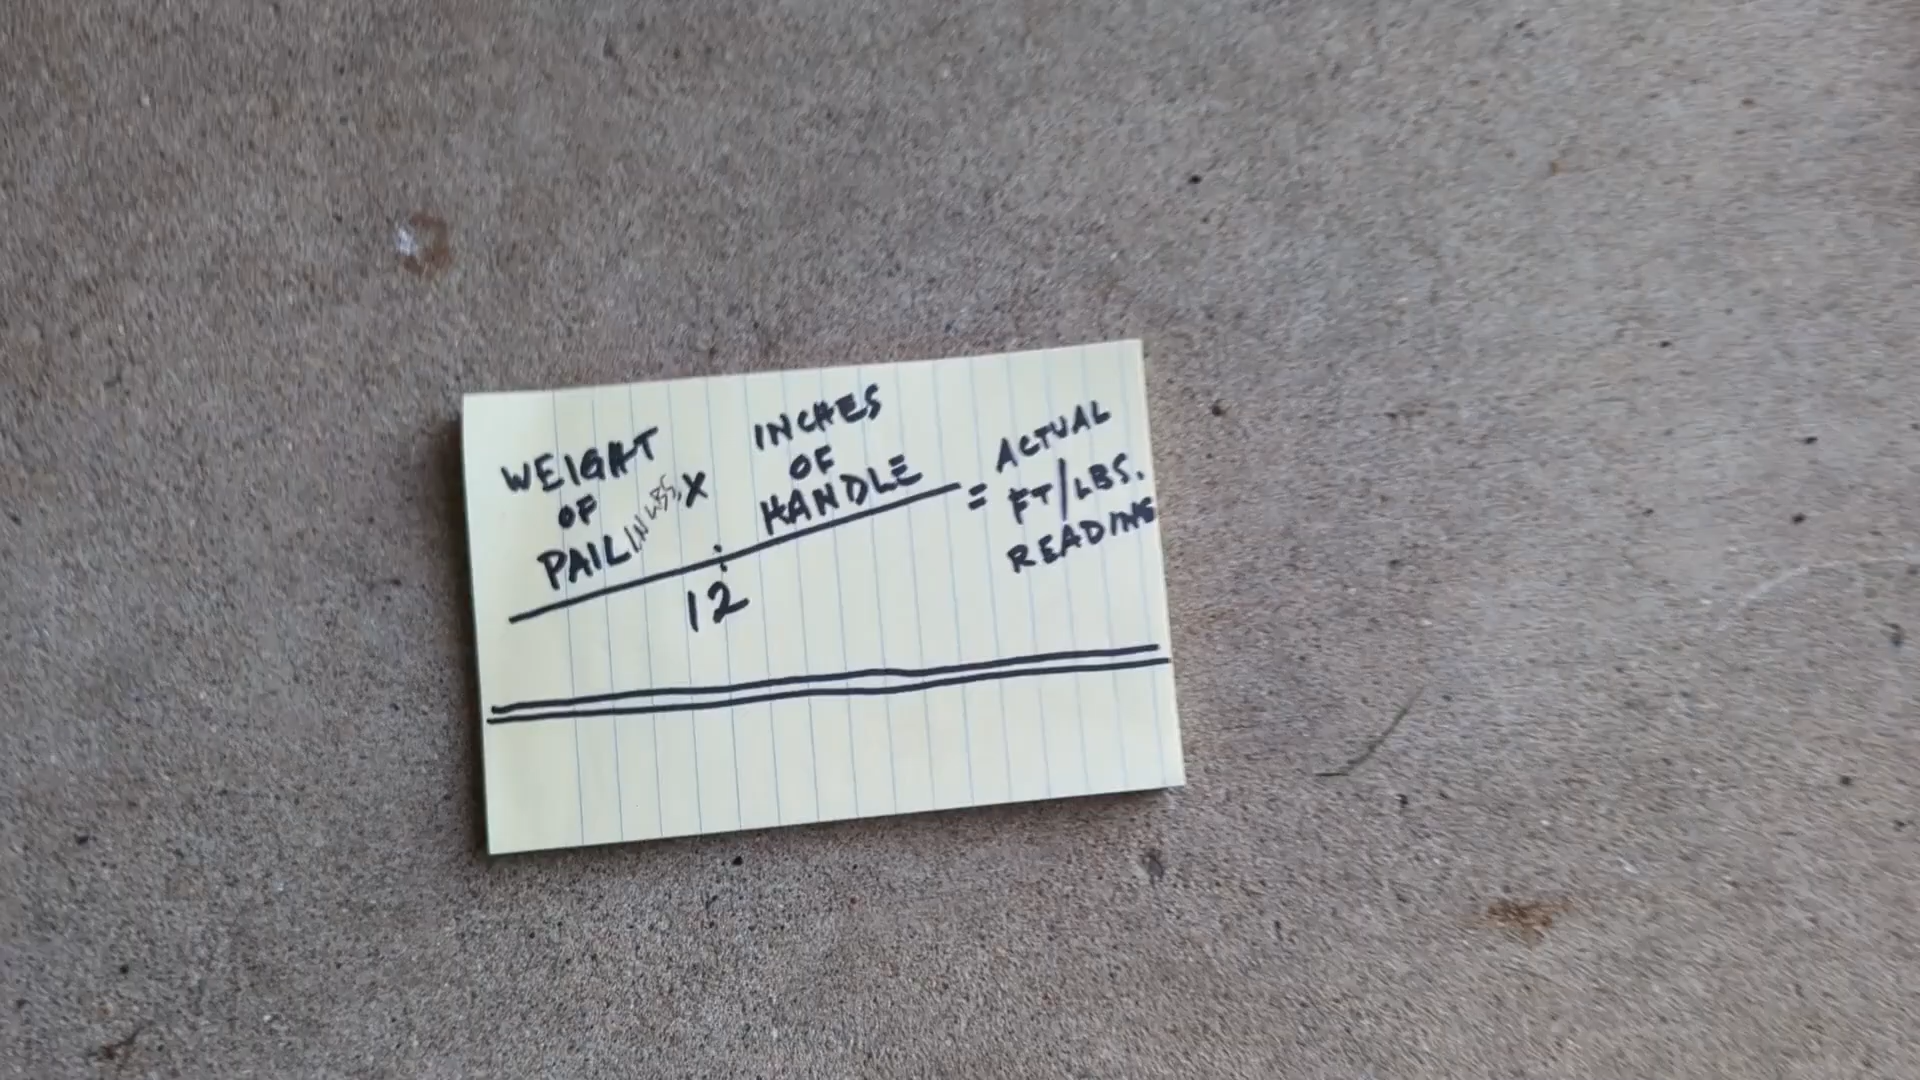 WEIGHT
OF
PAIL IN LBS. X
INCHES
OF
HANDLE
÷
12
= ACTUAL
FT/LBS.
READING